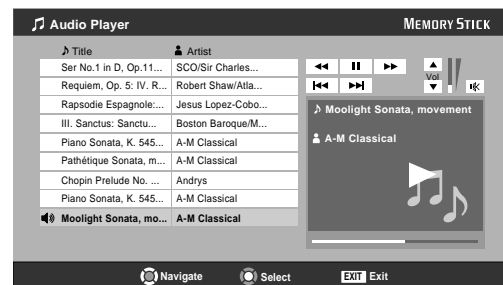 Audio Player
MEMORY STICK
Title Artist
Ser No.1 in D, Op.11... SCO/Sir Charles...
Requiem, Op. 5: IV. R... Robert Shaw/Atla...
Rapsodie Espagnole:... Jesus Lopez-Cobo...
III. Sanctus: Sanctu... Boston Baroque/M...
Piano Sonata, K. 545... A-M Classical
Pathétique Sonata, m... A-M Classical
Chopin Prelude No. ... Andrys
Piano Sonata, K. 545... A-M Classical
Moolight Sonata, mo... A-M Classical
Vol
Moolight Sonata, movement
A-M Classical
Navigate Select EXIT Exit